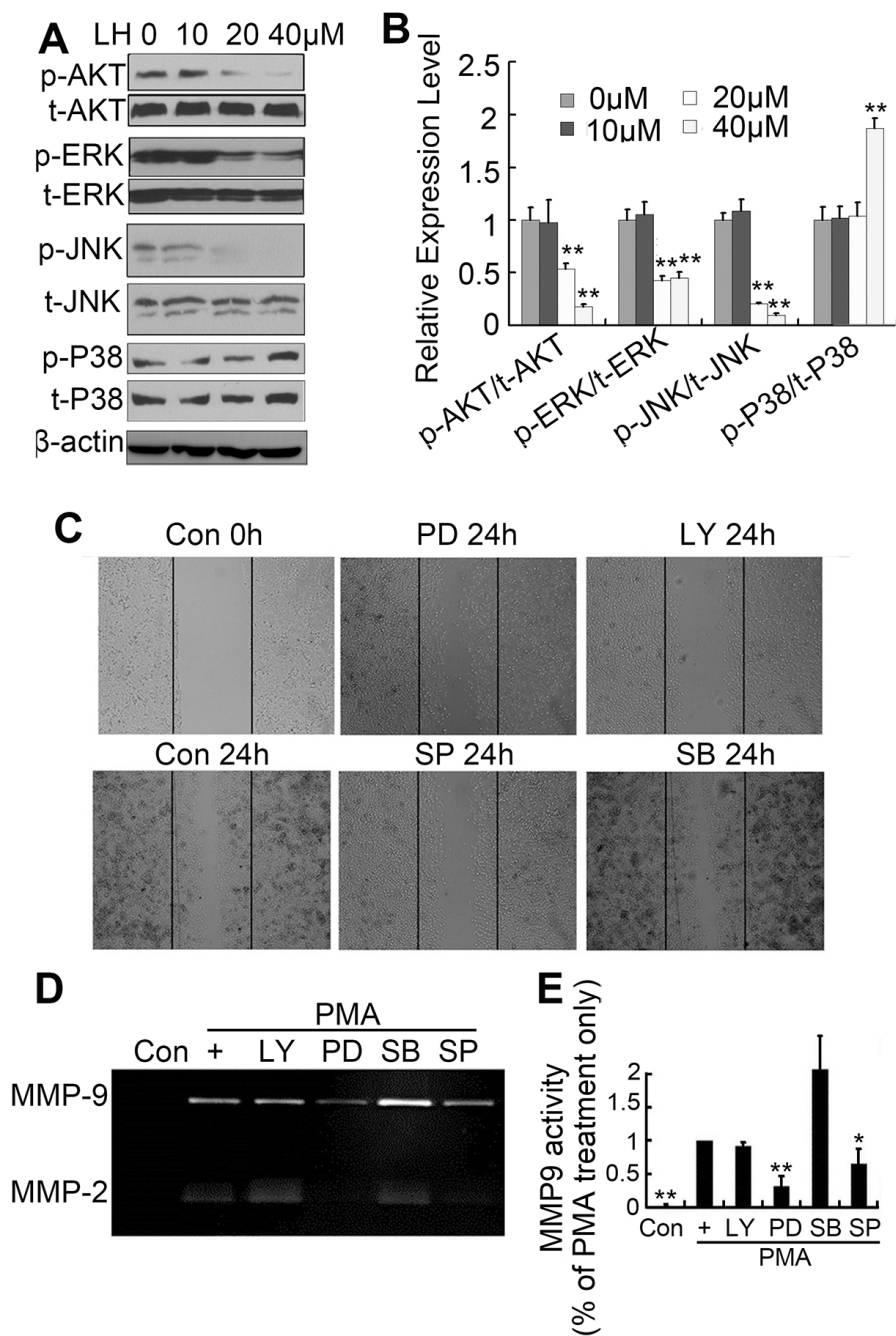 A
LH 0 10 20 40µM
p-AKT
t-AKT
p-ERK
t-ERK
p-JNK
t-JNK
p-P38
t-P38
β-actin
B
Relative Expression Level
2.5
2
1.5
1
0.5
0
0µM 20µM
10µM 40µM
** ** ** ** ** ** **
p-AKT/t-AKT
p-ERK/t-ERK
p-JNK/t-JNK
p-P38/t-P38
C
Con 0h PD 24h LY 24h
Con 24h SP 24h SB 24h
D
PMA
Con + LY PD SB SP
MMP-9
MMP-2
E
MMP9 activity
(% of PMA treatment only)
2
1.5
1
0.5
0
** ** *
Con + LY PD SB SP
PMA